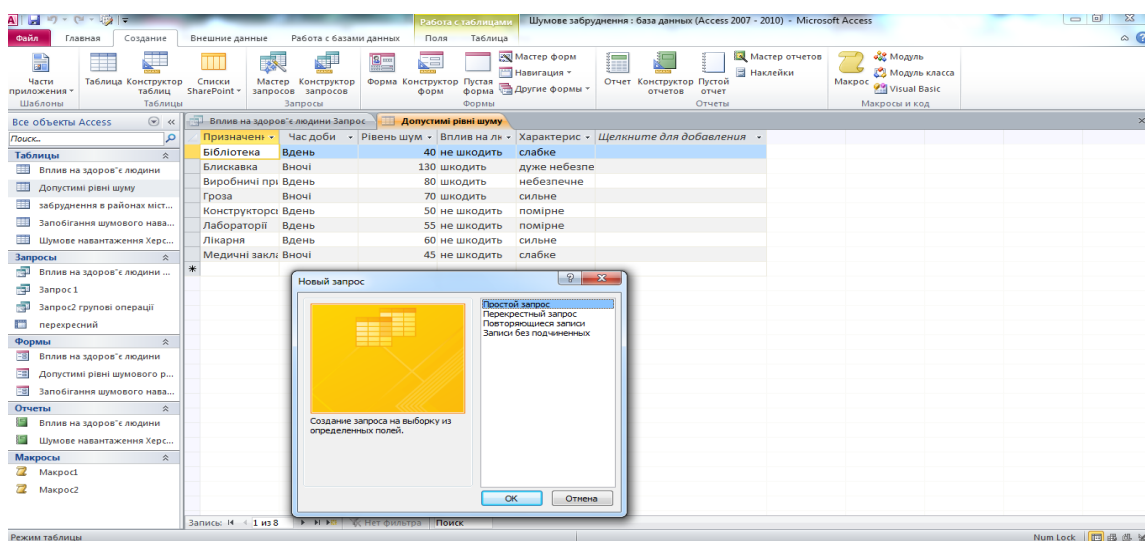 Работа с таблицами Шумове забруднення : база данных (Access 2007 - 2010) - Microsoft Access
Файл Главная Создание Внешние данные Работа с базами данных Поля Таблица
Части приложения Таблица Конструктор таблиц Списки SharePoint Мастер запросов Конструктор запросов Форма Конструктор форм Пустая форма Мастер форм Навигация Другие формы Отчет Конструктор отчетов Пустой отчет Мастер отчетов Наклейки Макрос Модуль Модуль класса Visual Basic
Шаблоны Таблицы Запросы Формы Отчеты Макросы и код
Все объекты Access «
Поиск...
Таблицы
Вплив на здоров"є людини
Допустимі рівні шуму
забруднення в районах міст...
Запобігання шумового нава...
Шумове навантаження Херс...
Запросы
Вплив на здоров"є людини ...
Запрос1
Запрос2 групові операції
перехресний
Формы
Вплив на здоров"є людини
Допустимі рівні шумового р...
Запобігання шумового нава...
Отчеты
Вплив на здоров"є людини
Шумове навантаження Херс...
Макросы
Макрос1
Макрос2
Вплив на здоров"є людини Запрос Допустимі рівні шуму
Призначенн Час доби Рівень шум Вплив на лк Характерис Щелкните для добавления
Бібліотека Вдень 40 не шкодить слабке
Блискавка Вночі 130 шкодить дуже небезпе
Виробничі при Вдень 80 шкодить небезпечне
Гроза Вночі 70 шкодить сильне
Конструкторсь Вдень 50 не шкодить помірне
Лабораторії Вдень 55 не шкодить помірне
Лікарня Вдень 60 не шкодить сильне
Медичні закла Вночі 45 не шкодить слабке
Новый запрос
Простой запрос
Перекрестный запрос
Повторяющиеся записи
Записи без подчиненных
Создание запроса на выборку из
определенных полей.
ОК Отмена
Запись: 1 из 8 Нет фильтра Поиск
Режим таблицы Num Lock